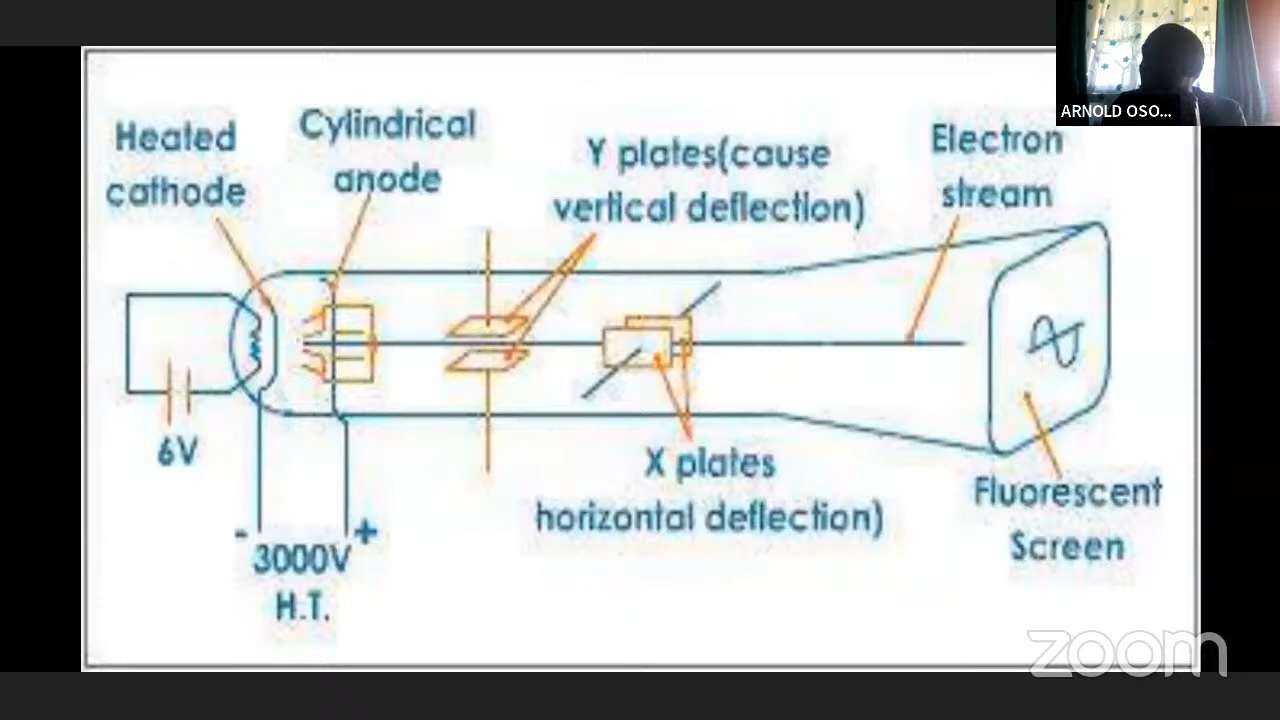 ARNOLD OSO...
Heated
cathode
Cylindrical
anode
Y plates(cause
vertical deflection)
Electron
stream
6V
X plates
horizontal deflection)
Fluorescent
Screen
- +
3000V
H.T.
zoom